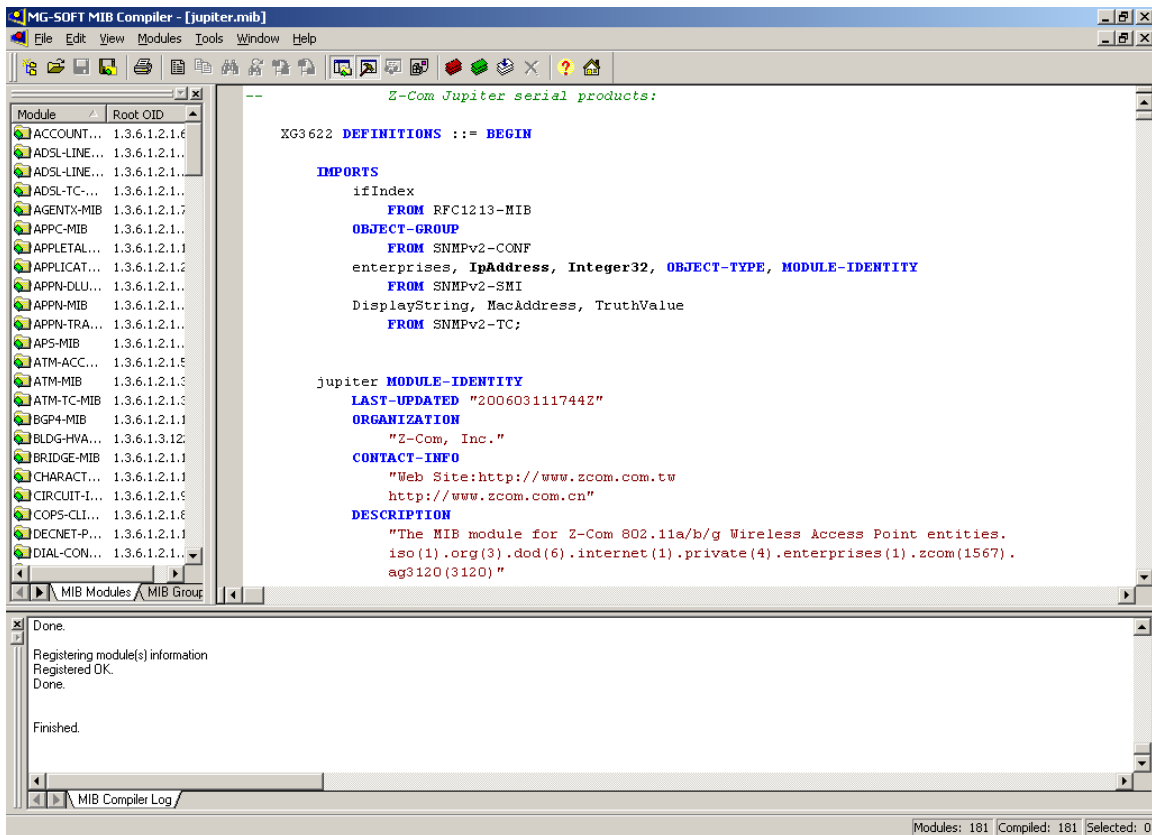 MG-SOFT MIB Compiler - [jupiter.mib]
File Edit View Modules Tools Window Help
Module Root OID
ACCOUNT... 1.3.6.1.2.1.6
ADSL-LINE... 1.3.6.1.2.1..
ADSL-LINE... 1.3.6.1.2.1..
ADSL-TC-... 1.3.6.1.2.1..
AGENTX-MIB 1.3.6.1.2.1.7
APPC-MIB 1.3.6.1.2.1..
APPLETAL... 1.3.6.1.2.1.1
APPLICAT... 1.3.6.1.2.1.2
APPN-DLU... 1.3.6.1.2.1..
APPN-MIB 1.3.6.1.2.1..
APPN-TRA... 1.3.6.1.2.1..
APS-MIB 1.3.6.1.2.1..
ATM-ACC... 1.3.6.1.2.1.5
ATM-MIB 1.3.6.1.2.1.3
ATM-TC-MIB 1.3.6.1.2.1.3
BGP4-MIB 1.3.6.1.2.1.1
BLDG-HVA... 1.3.6.1.3.122
BRIDGE-MIB 1.3.6.1.2.1.1
CHARACT... 1.3.6.1.2.1.1
CIRCUIT-I... 1.3.6.1.2.1.9
COPS-CLI... 1.3.6.1.2.1.8
DECNET-P... 1.3.6.1.2.1.1
DIAL-CON... 1.3.6.1.2.1..
MIB Modules MIB Group
-- Z-Com Jupiter serial products:
XG3622 DEFINITIONS ::= BEGIN
IMPORTS
ifIndex
FROM RFC1213-MIB
OBJECT-GROUP
FROM SNMPv2-CONF
enterprises, IpAddress, Integer32, OBJECT-TYPE, MODULE-IDENTITY
FROM SNMPv2-SMI
DisplayString, MacAddress, TruthValue
FROM SNMPv2-TC;
jupiter MODULE-IDENTITY
LAST-UPDATED "200603111744Z"
ORGANIZATION
"Z-Com, Inc."
CONTACT-INFO
"Web Site:http://www.zcom.com.tw
http://www.zcom.com.cn"
DESCRIPTION
"The MIB module for Z-Com 802.11a/b/g Wireless Access Point entities.
iso(1).org(3).dod(6).internet(1).private(4).enterprises(1).zcom(1567).
ag3120(3120)"
Done.
Registering module(s) information
Registered OK.
Done.
Finished.
MIB Compiler Log
Modules: 181 Compiled: 181 Selected: 0